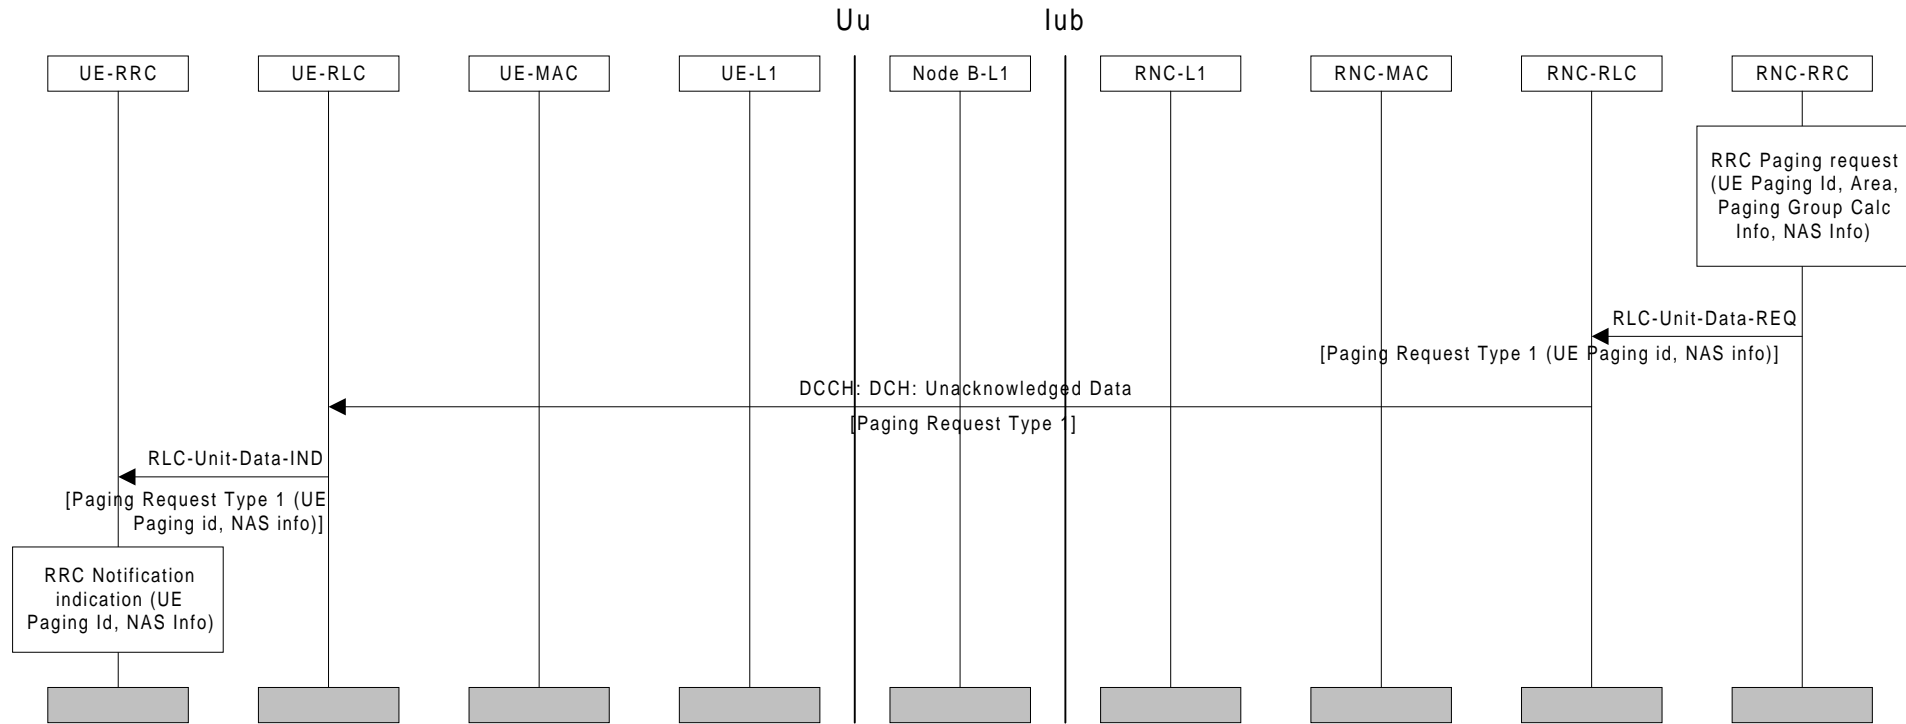 Uu
Iub
UE-RRC
UE-RLC
UE-MAC
UE-L1
Node B-L1
RNC-L1
RNC-MAC
RNC-RLC
RNC-RRC
RRC Paging request
(UE Paging Id, Area,
Paging Group Calc
Info, NAS Info)
RLC-Unit-Data-REQ
[Paging Request Type 1 (UE Paging id, NAS info)]
DCCH: DCH: Unacknowledged Data
[Paging Request Type 1]
RLC-Unit-Data-IND
[Paging Request Type 1 (UE
Paging id, NAS info)]
RRC Notification
indication (UE
Paging Id, NAS Info)